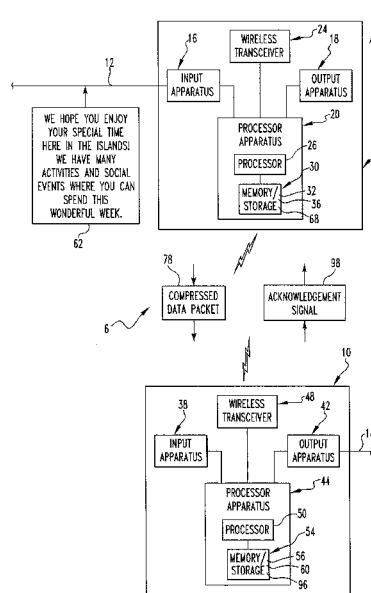 24
16
WIRELESS
18
TRANSCEIVER
12
INPUT
APPARATUS
OUTPUT
APPARATUS
20
PROCESSOR
APPARATUS
26
PROCESSOR
30
MEMORY/
STORAGE
32
36
68
WE HOPE YOU ENJOY
YOUR SPECIAL TIME
HERE IN THE ISLANDS!
WE HAVE MANY
ACTIVITIES AND SOCIAL
EVENTS WHERE YOU CAN
SPEND THIS
WONDERFUL WEEK.
62
78
98
COMPRESSED
DATA PACKET
ACKNOWLEDGEMENT
SIGNAL
6
10
48
38
WIRELESS
42
TRANSCEIVER
INPUT
APPARATUS
OUTPUT
APPARATUS
44
PROCESSOR
APPARATUS
50
PROCESSOR
54
MEMORY/
STORAGE
56
60
96